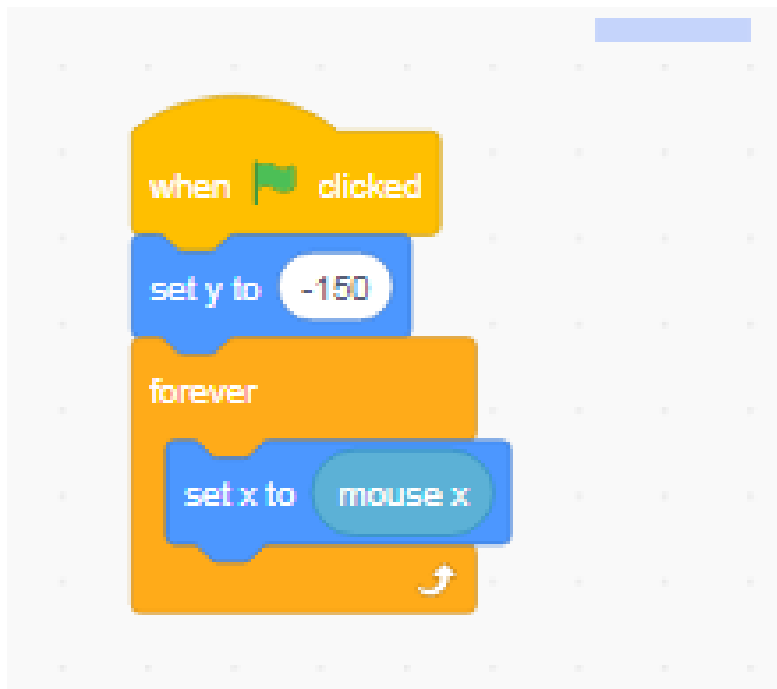 when clicked
set y to -150
forever
set x to mouse x